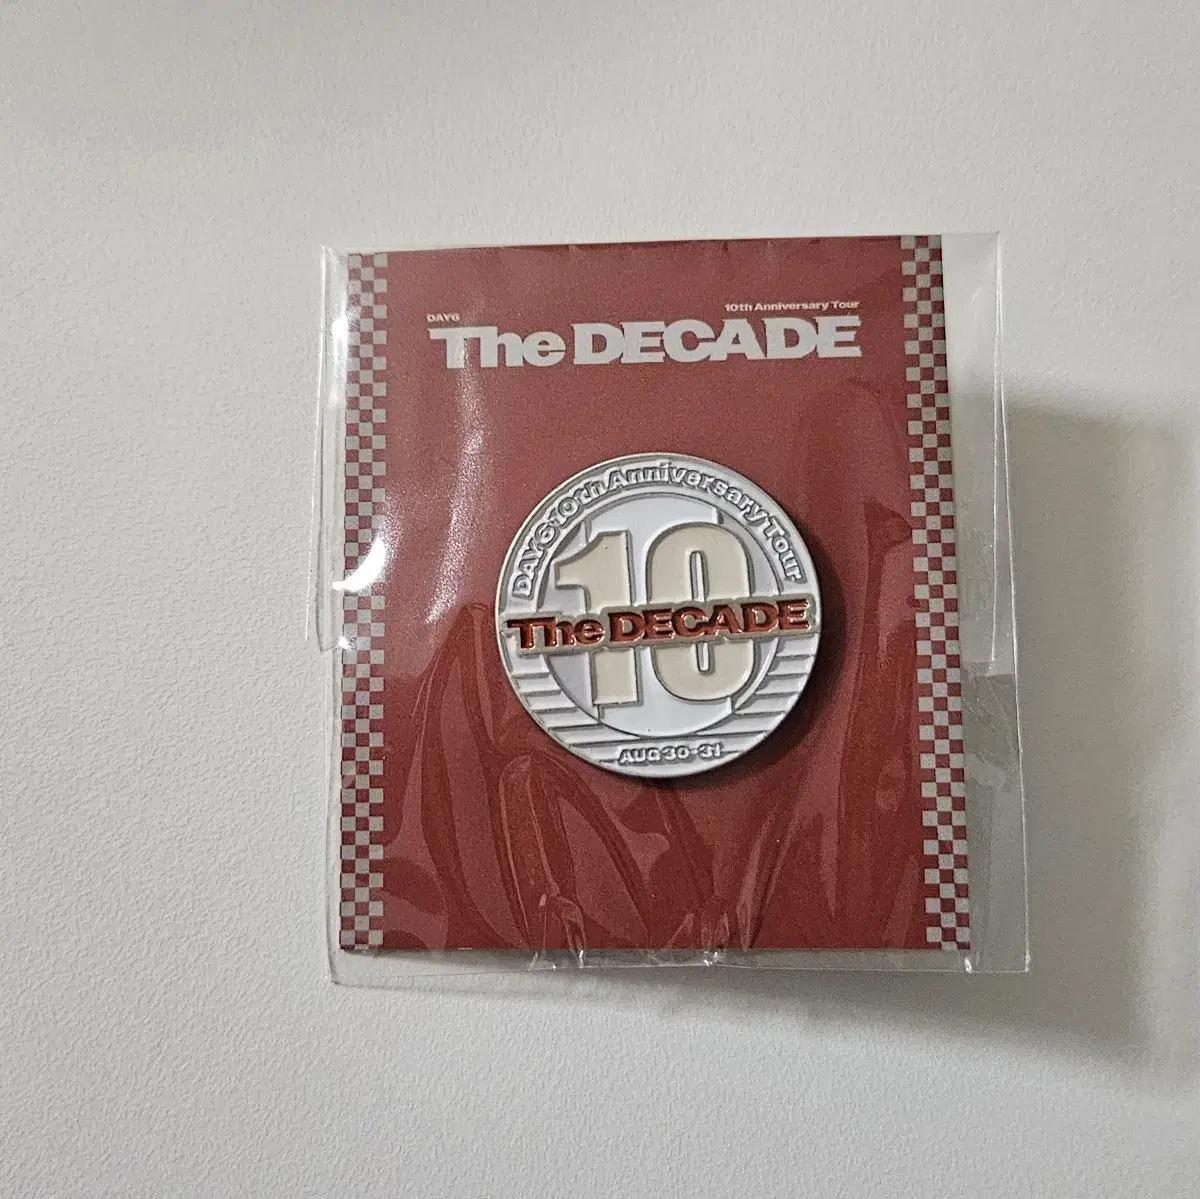 DAY6
10th Anniversary Tour
The DECADE
DAY6 10th Anniversary Tour
10
The DECADE
AUG 30-31